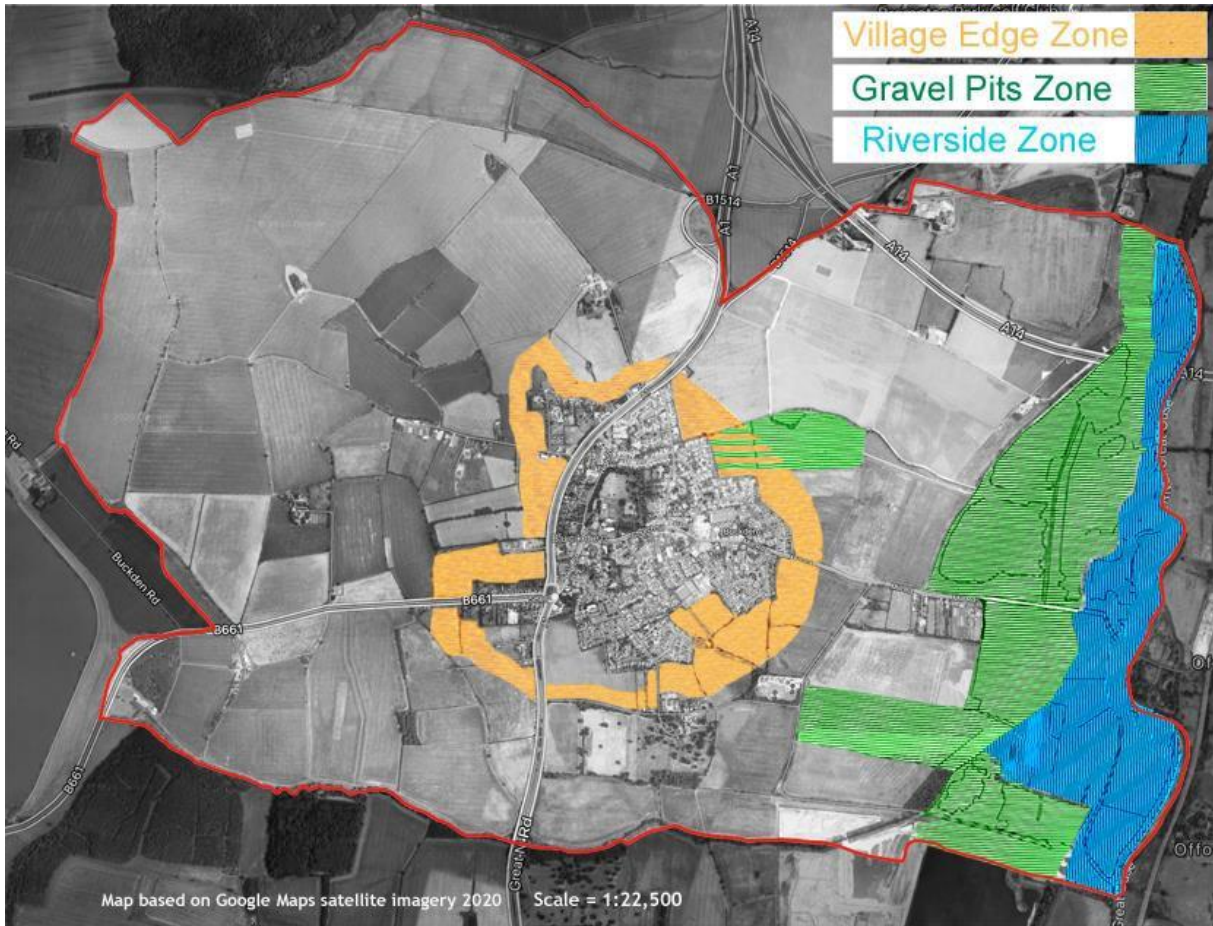 A14
Village Edge Zone
Gravel Pits Zone
Riverside Zone
A1
B1514
A1
A14
A14
A14
Buckden Rd
B661
B661
B661
Great N Rd
Map based on Google Maps satellite imagery 2020 Scale = 1:22,500